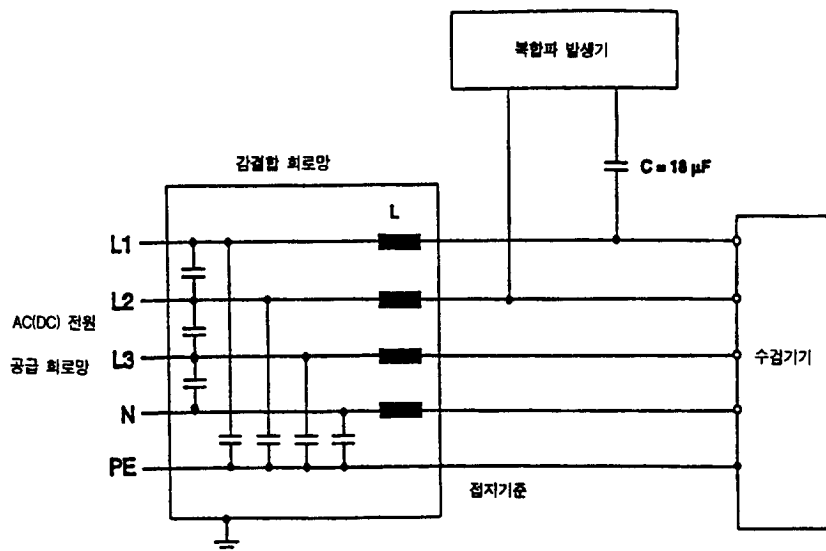 복합파 발생기
감결합 회로망
C = 18 μF
L
L1
L2
AC(DC) 전원
L3
공급 회로망
수검기기
N
PE
접지기준